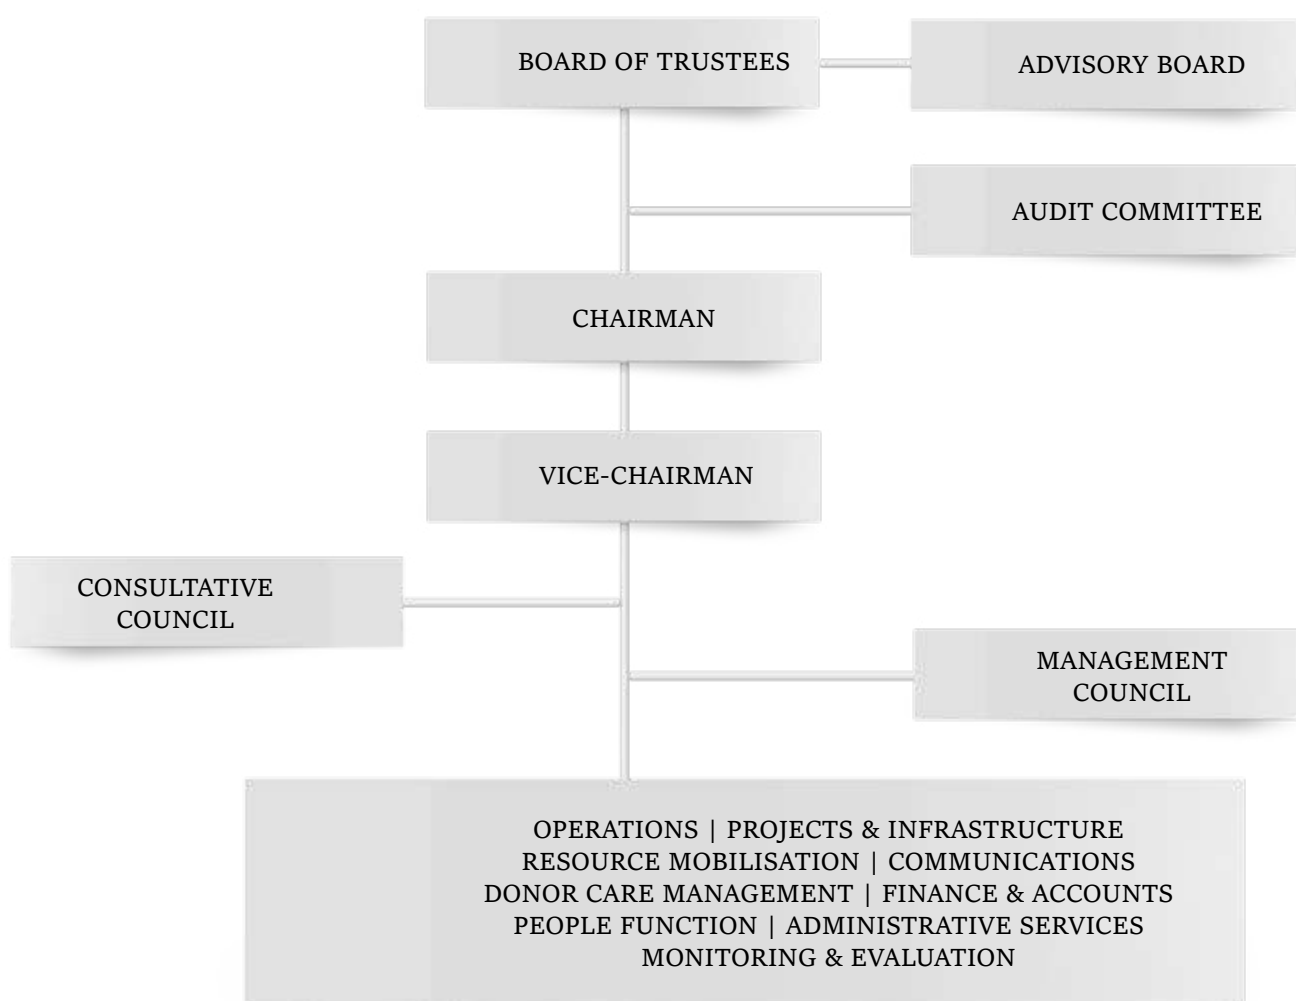 BOARD OF TRUSTEES
ADVISORY BOARD
AUDIT COMMITTEE
CHAIRMAN
VICE-CHAIRMAN
CONSULTATIVE
COUNCIL
MANAGEMENT
COUNCIL
OPERATIONS | PROJECTS & INFRASTRUCTURE
RESOURCE MOBILISATION | COMMUNICATIONS
DONOR CARE MANAGEMENT | FINANCE & ACCOUNTS
PEOPLE FUNCTION | ADMINISTRATIVE SERVICES
MONITORING & EVALUATION